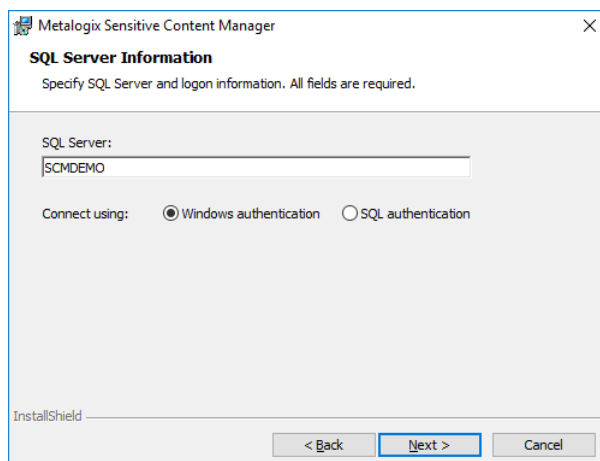 Metalogix Sensitive Content Manager
SQL Server Information
Specify SQL Server and logon information. All fields are required.
SQL Server:
SCMDEMO
Connect using: Windows authentication SQL authentication
InstallShield
< Back Next > Cancel